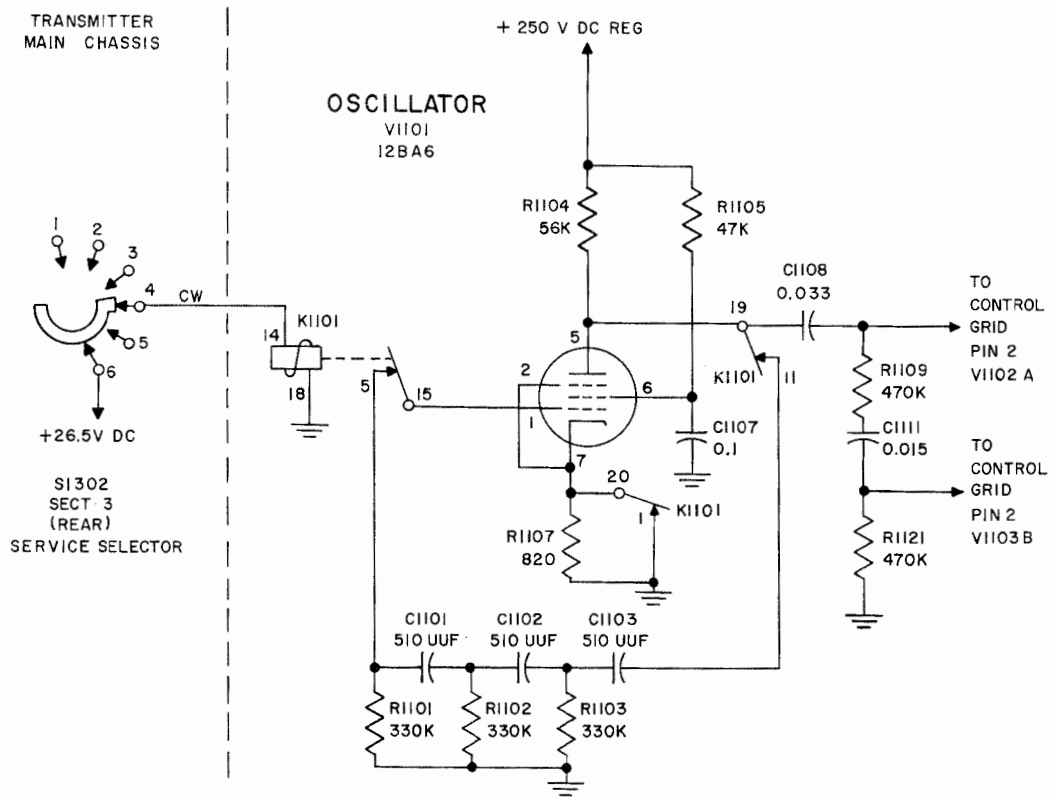 TRANSMITTER
MAIN CHASSIS
+ 250 V DC REG
OSCILLATOR
V1101
12BA6
R1104
56K
R1105
47K
1
2
3
4
5
6
CW
+26.5V DC
S1302
SECT 3
(REAR)
SERVICE SELECTOR
14
K1101
18
5
15
5
2
1
6
7
C1107
0.1
20
1
K1101
R1107
820
19
C1108
0.033
K1101
11
TO
CONTROL
GRID
PIN 2
V1102 A
R1109
470K
C1111
0.015
TO
CONTROL
GRID
PIN 2
V1103B
R1121
470K
C1101
510 UUF
C1102
510 UUF
C1103
510 UUF
R1101
330K
R1102
330K
R1103
330K